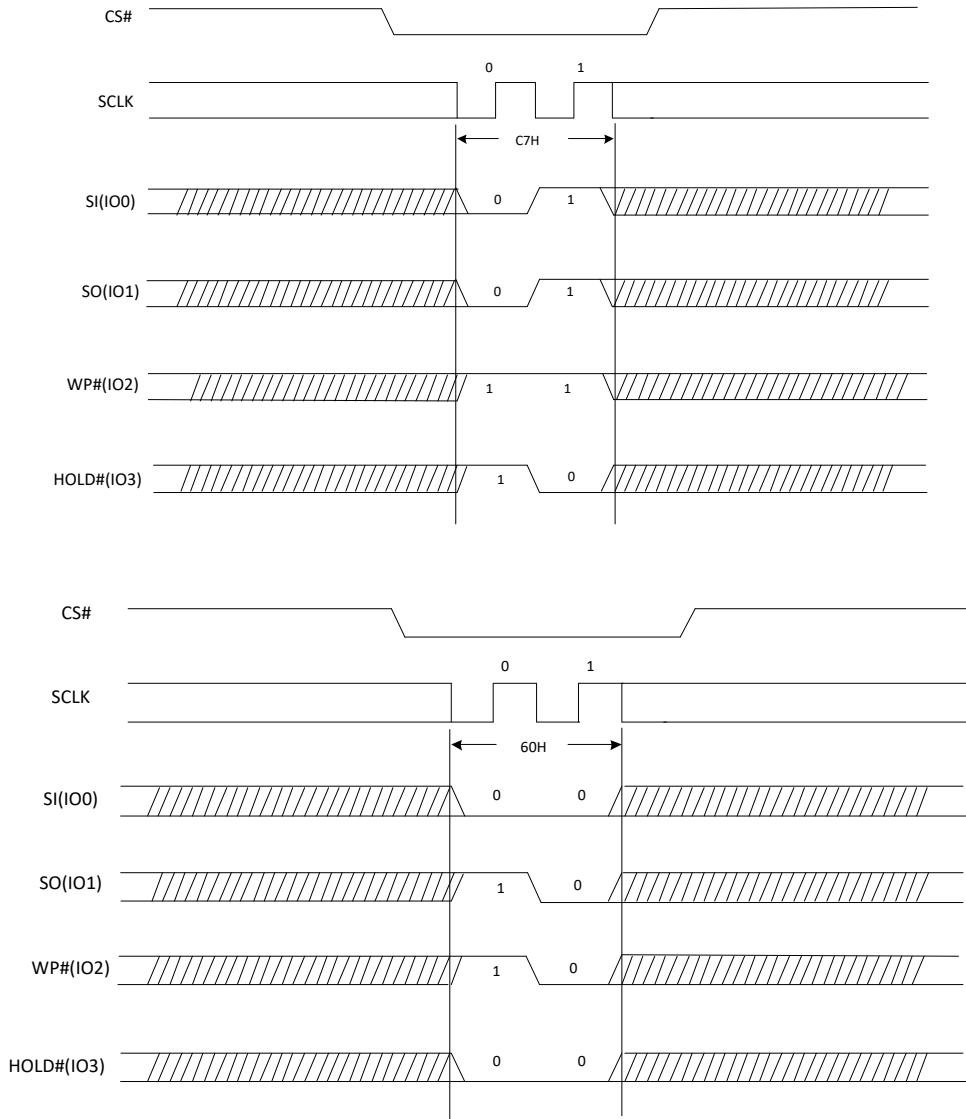 CS#
0 1
SCLK
C7H
SI(IO0)
0 1
SO(IO1)
0 1
WP#(IO2)
1 1
HOLD#(IO3)
1 0
CS#
0 1
SCLK
60H
SI(IO0)
0 0
SO(IO1)
1 0
WP#(IO2)
1 0
HOLD#(IO3)
0 0